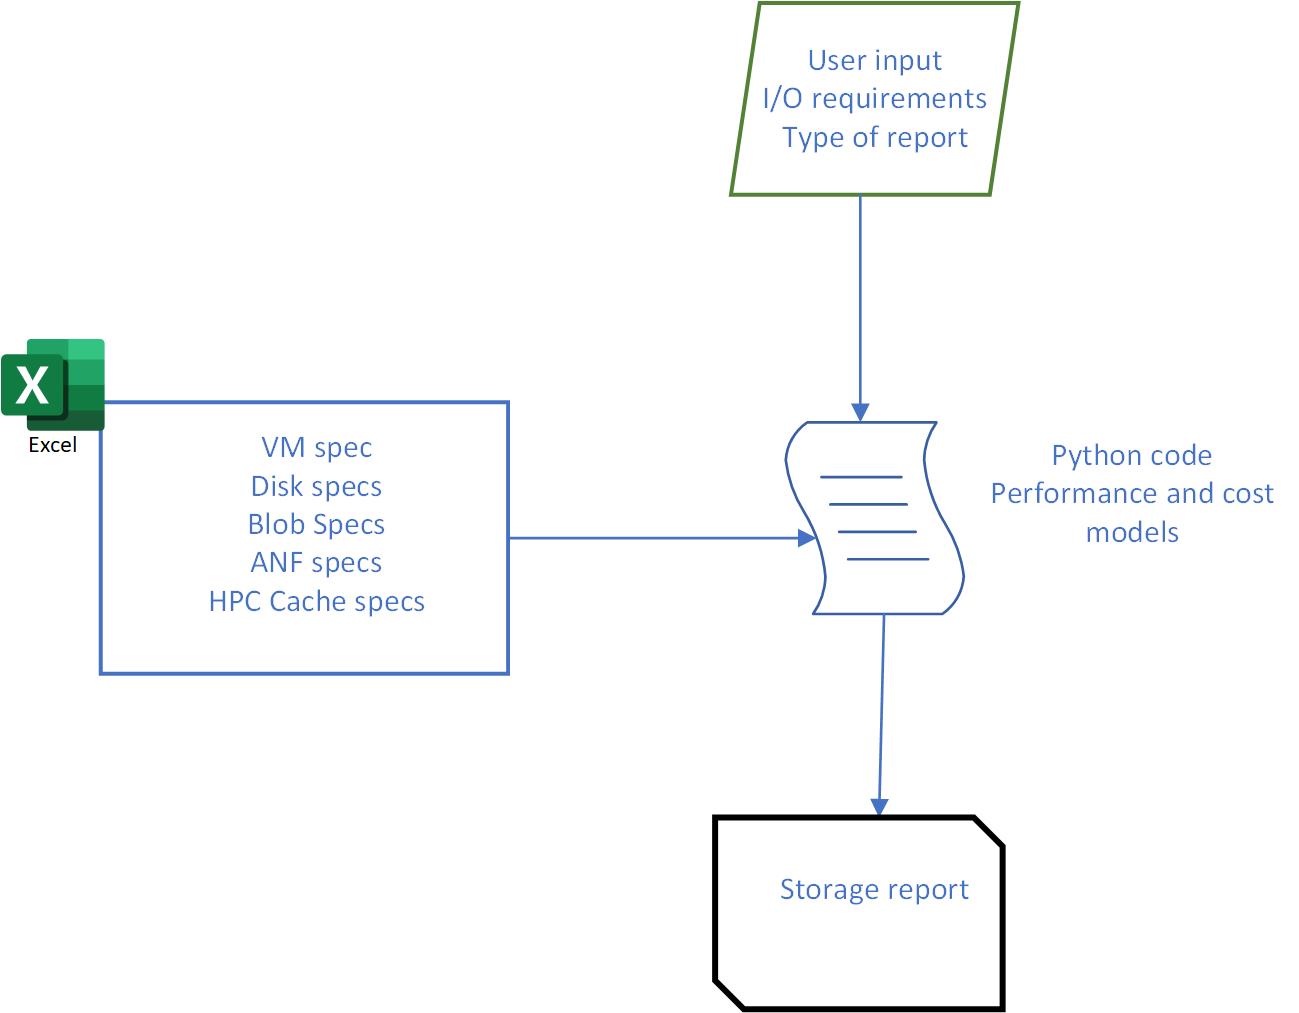 User input
I/O requirements
Type of report
X
Excel
VM spec
Disk specs
Blob Specs
ANF specs
HPC Cache specs
Python code
Performance and cost
models
Storage report